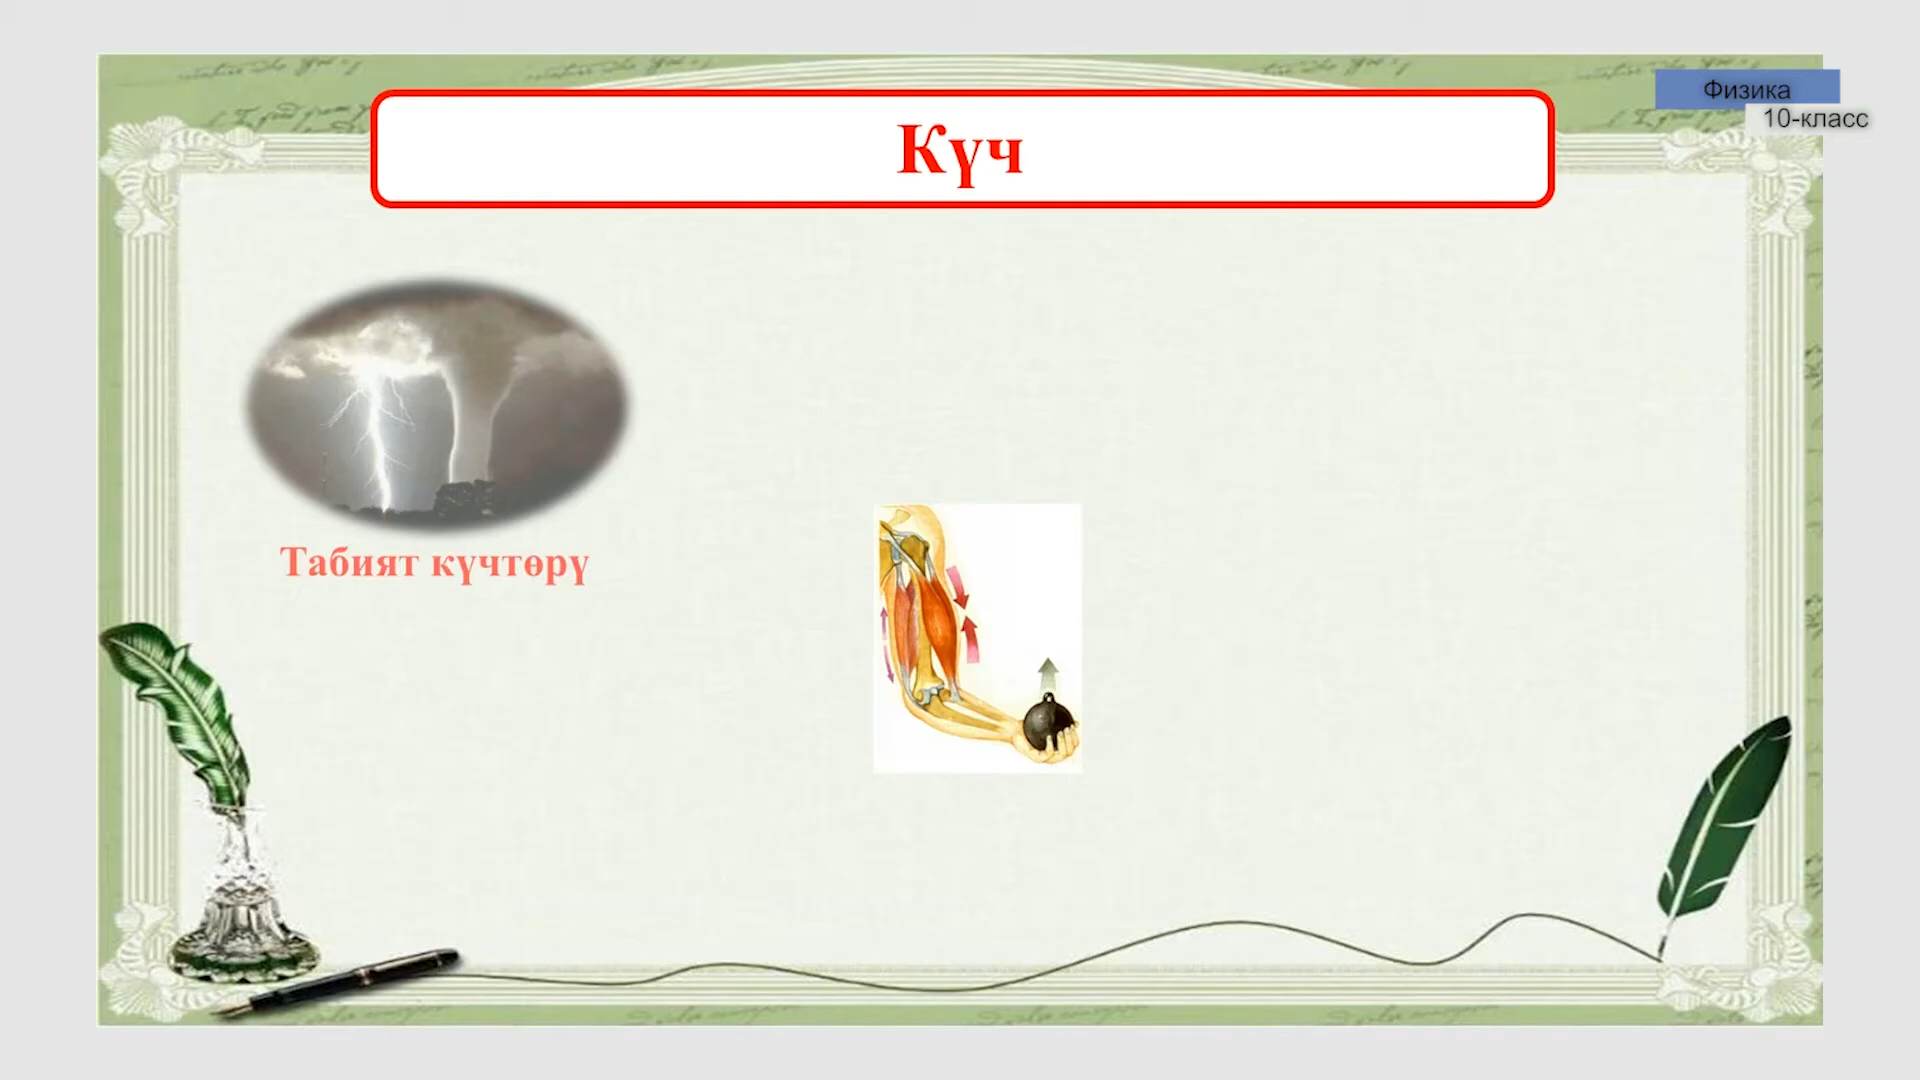 Күч
Физика
10-класс
Табият күчтөрү